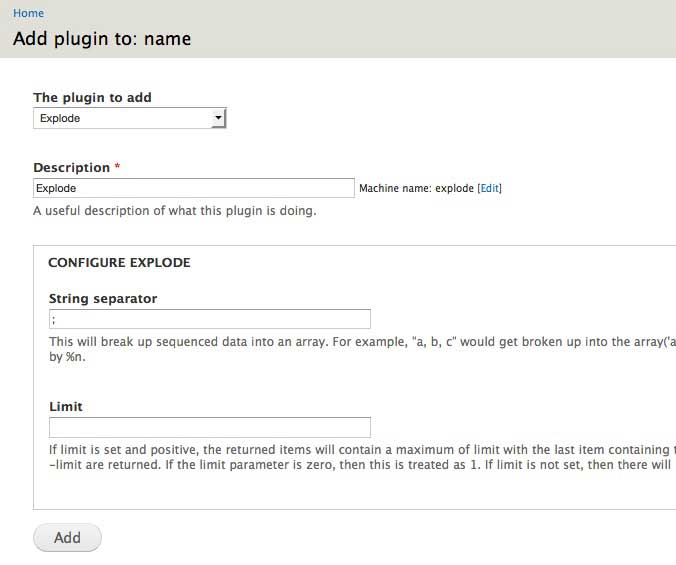 Home
Add plugin to: name
The plugin to add
Explode
Description *
Explode
Machine name: explode [Edit]
A useful description of what this plugin is doing.
CONFIGURE EXPLODE
String separator
;
This will break up sequenced data into an array. For example, "a, b, c" would get broken up into the array('a
by %n.
Limit
If limit is set and positive, the returned items will contain a maximum of limit with the last item containing
-limit are returned. If the limit parameter is zero, then this is treated as 1. If limit is not set, then there will
Add